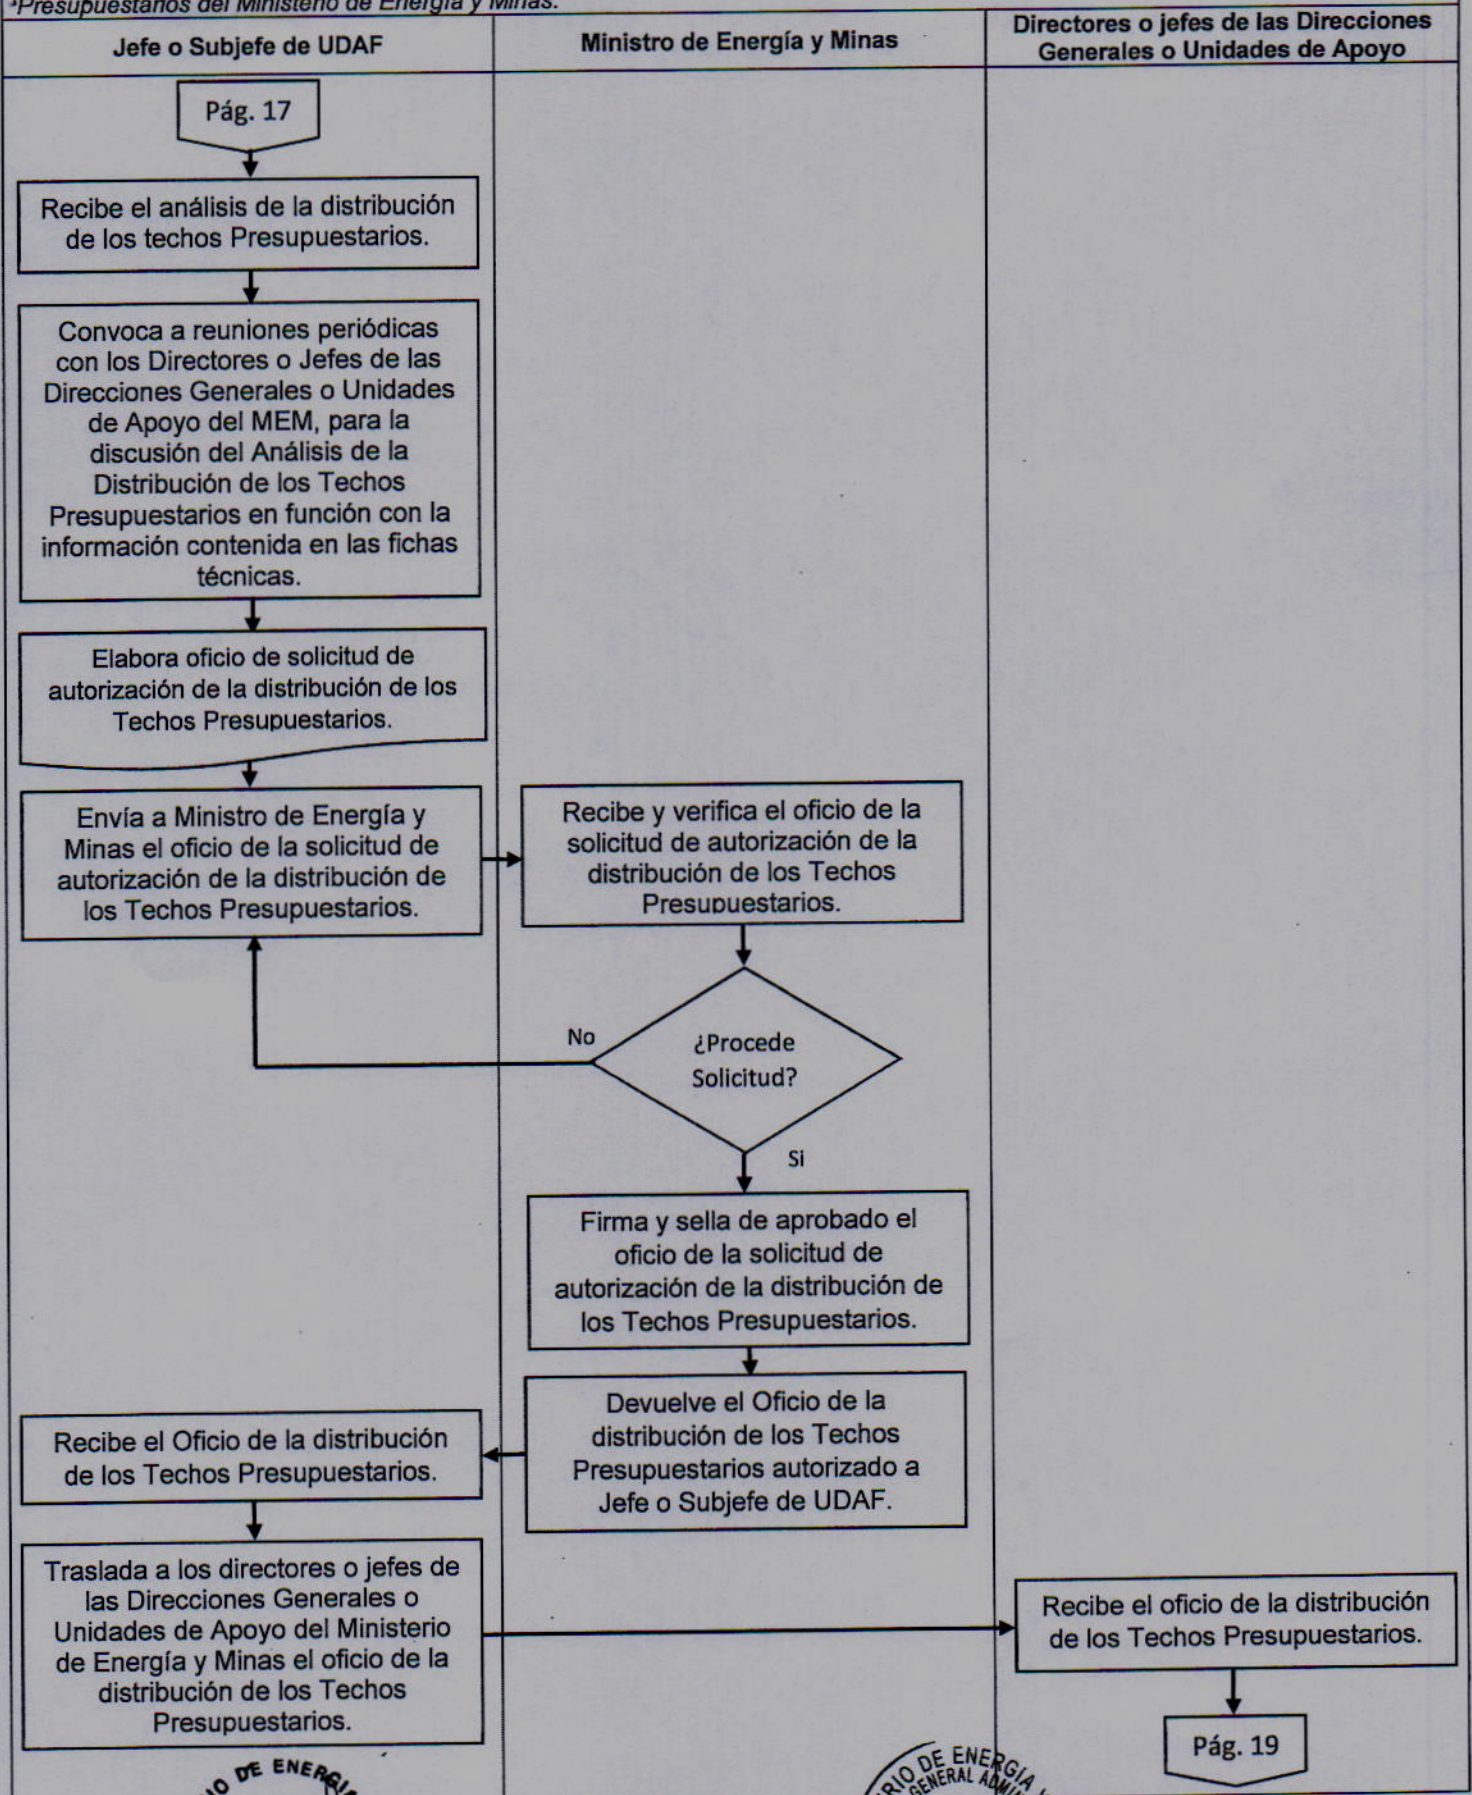 Presupuestarios del Ministerio de Energía y Minas.
Jefe o Subjefe de UDAF
Ministro de Energía y Minas
Directores o jefes de las Direcciones
Generales o Unidades de Apoyo
Pág. 17
Recibe el análisis de la distribución
de los techos Presupuestarios.
Convoca a reuniones periódicas
con los Directores o Jefes de las
Direcciones Generales o Unidades
de Apoyo del MEM, para la
discusión del Análisis de la
Distribución de los Techos
Presupuestarios en función con la
información contenida en las fichas
técnicas.
Elabora oficio de solicitud de
autorización de la distribución de los
Techos Presupuestarios.
Envía a Ministro de Energía y
Minas el oficio de la solicitud de
autorización de la distribución de
los Techos Presupuestarios.
Recibe y verifica el oficio de la
solicitud de autorización de la
distribución de los Techos
Presupuestarios.
No
¿Procede
Solicitud?
Si
Firma y sella de aprobado el
oficio de la solicitud de
autorización de la distribución de
los Techos Presupuestarios.
Devuelve el Oficio de la
distribución de los Techos
Presupuestarios autorizado a
Jefe o Subjefe de UDAF.
Recibe el Oficio de la distribución
de los Techos Presupuestarios.
Traslada a los directores o jefes de
las Direcciones Generales o
Unidades de Apoyo del Ministerio
de Energía y Minas el oficio de la
distribución de los Techos
Presupuestarios.
Recibe el oficio de la distribución
de los Techos Presupuestarios.
Pág. 19
DE ENERGIA
DE ENERGIA
GENERAL